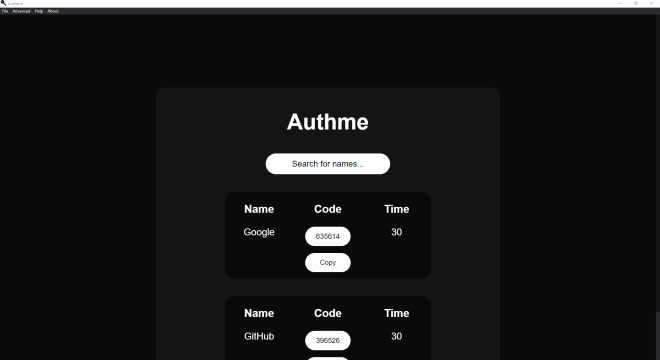 Authme
File Advanced Help About
Authme
Search for names...
Name Code Time
Google 635614 30
Copy
Name Code Time
GitHub 396526 30